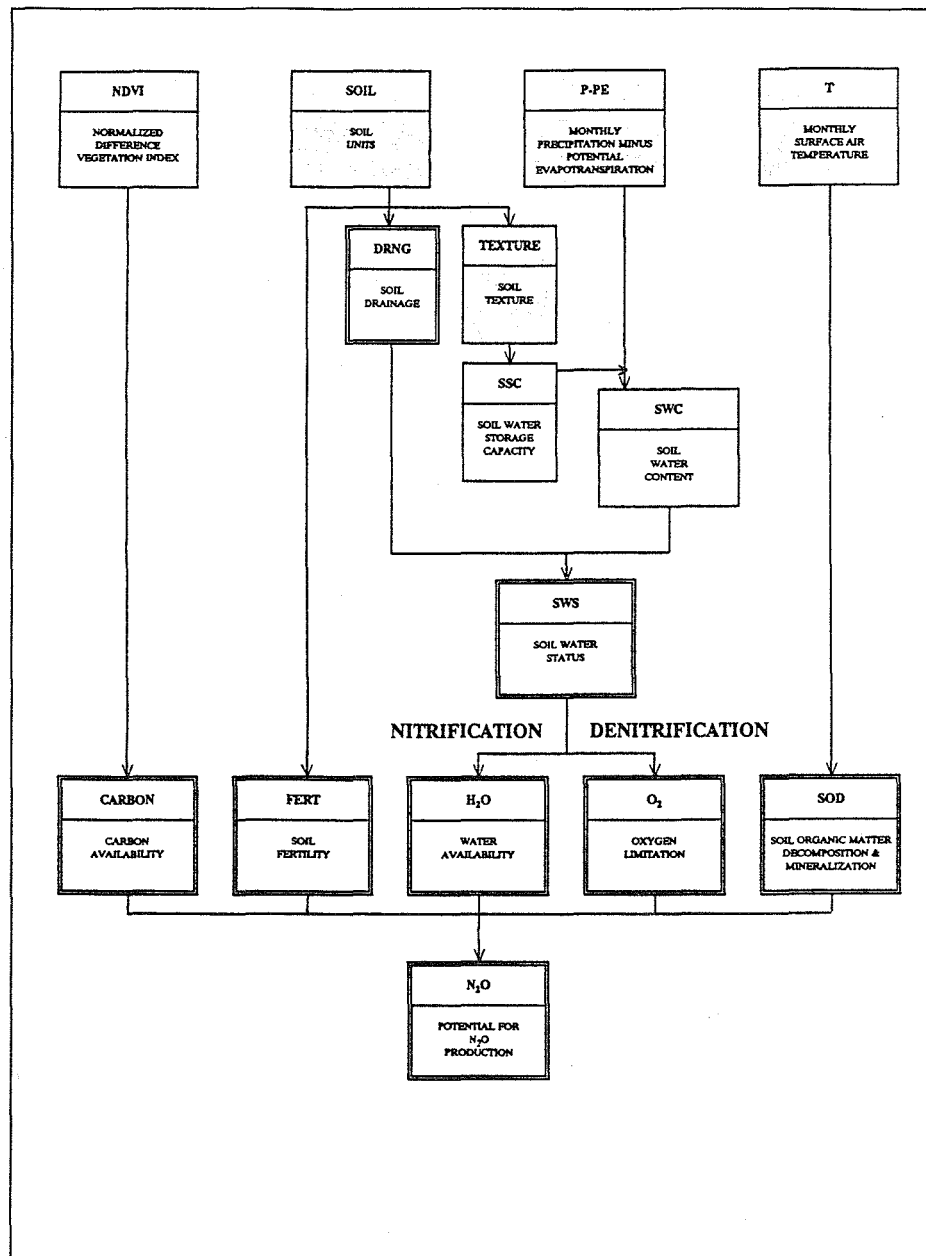 NDVI
NORMALIZED
DIFFERENCE
VEGETATION INDEX
SOIL
SOIL
UNITS
P-PE
MONTHLY
PRECIPITATION MINUS
POTENTIAL
EVAPOTRANSPIRATION
T
MONTHLY
SURFACE AIR
TEMPERATURE
DRNG
SOIL
DRAINAGE
TEXTURE
SOIL
TEXTURE
SSC
SOIL WATER
STORAGE
CAPACITY
SWC
SOIL
WATER
CONTENT
SWS
SOIL WATER
STATUS
NITRIFICATION
DENITRIFICATION
CARBON
CARBON
AVAILABILITY
FERT
SOIL
FERTILITY
H₂O
WATER
AVAILABILITY
O₂
OXYGEN
LIMITATION
SOD
SOIL ORGANIC MATTER
DECOMPOSITION &
MINERALIZATION
N₂O
POTENTIAL FOR
N₂O
PRODUCTION